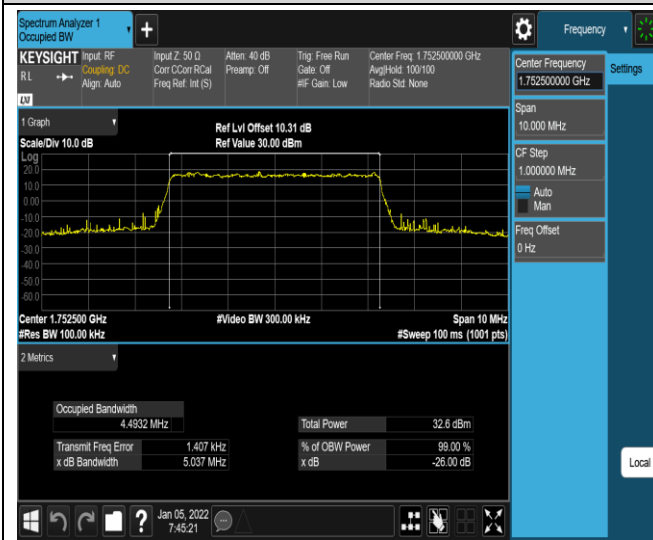 Spectrum Analyzer 1
Occupied BW
+
Frequency
KEYSIGHT
RL
LXI
Input: RF
Coupling: DC
Align: Auto
Input Z: 50 Ω
Corr CCorr RCal
Freq Ref: Int (S)
Atten: 40 dB
Preamp: Off
Trig: Free Run
Gate: Off
#IF Gain: Low
Center Freq: 1.752500000 GHz
Avg|Hold: 100/100
Radio Std: None
Center Frequency
1.752500000 GHz
Settings
Span
10.000 MHz
CF Step
1.000000 MHz
Auto
Man
Freq Offset
0 Hz
1 Graph
Scale/Div 10.0 dB
Ref Lvl Offset 10.31 dB
Ref Value 30.00 dBm
Log
20.0
10.0
0.00
-10.0
-20.0
-30.0
-40.0
-50.0
-60.0
Center 1.752500 GHz
#Res BW 100.00 kHz
#Video BW 300.00 kHz
Span 10 MHz
#Sweep 100 ms (1001 pts)
2 Metrics
Occupied Bandwidth
4.4932 MHz
Total Power 32.6 dBm
Transmit Freq Error 1.407 kHz
% of OBW Power 99.00 %
x dB Bandwidth 5.037 MHz
x dB -26.00 dB
Local
?
Jan 05, 2022
7:45:21